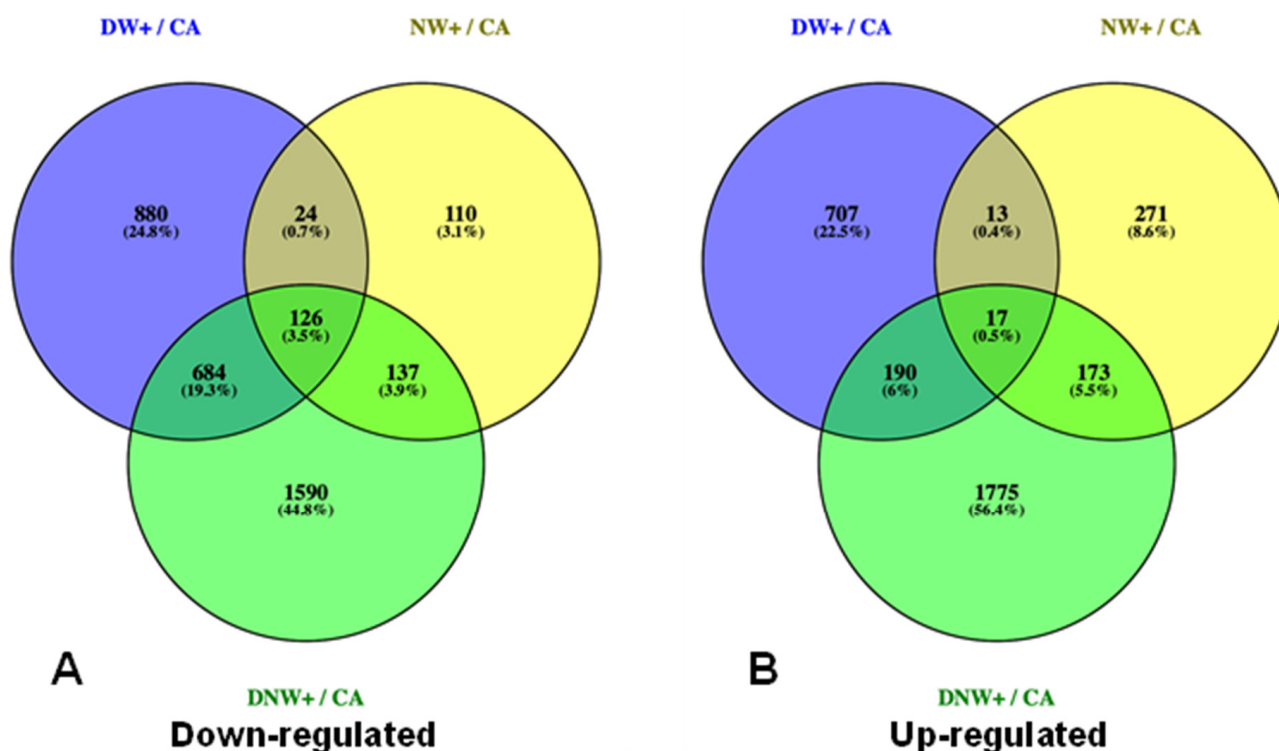 DW+ / CA
NW+ / CA
880
(24.8%)
24
(0.7%)
110
(3.1%)
126
(3.5%)
684
(19.3%)
137
(3.9%)
1590
(44.8%)
A
DNW+ / CA
Down-regulated
DW+ / CA
NW+ / CA
707
(22.5%)
13
(0.4%)
271
(8.6%)
17
(0.5%)
190
(6%)
173
(5.5%)
1775
(56.4%)
B
DNW+ / CA
Up-regulated